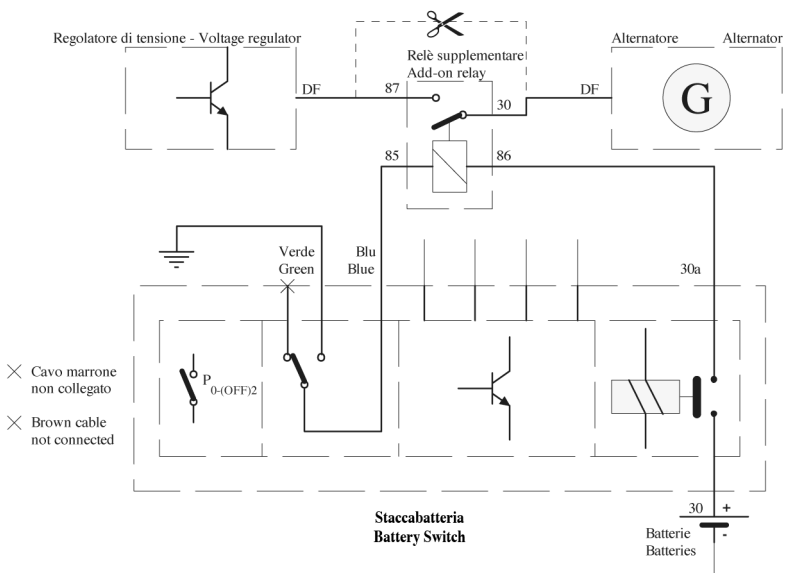 Regolatore di tensione - Voltage regulator
Relè supplementare
Add-on relay
Alternatore Alternator
DF
87
30
DF
G
85
86
Verde
Green
Blu
Blue
30a
Cavo marrone
non collegato
P0-(OFF)2
Brown cable
not connected
Staccabatteria
Battery Switch
30 +
-
Batterie
Batteries